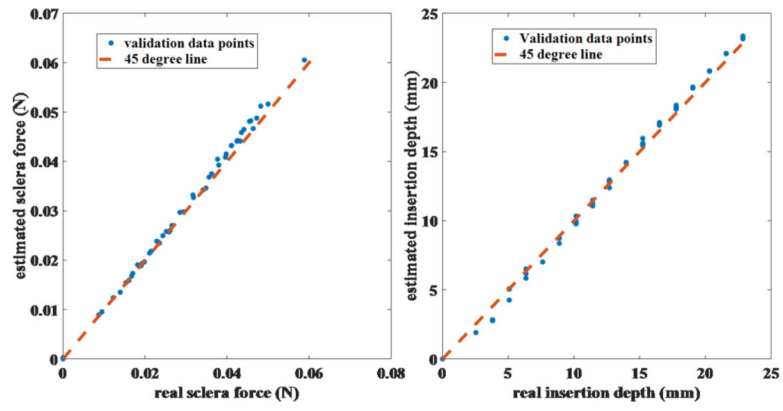 validation data points
45 degree line
estimated sclera force (N)
0.07
0.06
0.05
0.04
0.03
0.02
0.01
0
0 0.02 0.04 0.06 0.08
real sclera force (N)
Validation data points
45 degree line
estimated insertion depth (mm)
25
20
15
10
5
0
0 5 10 15 20 25
real insertion depth (mm)